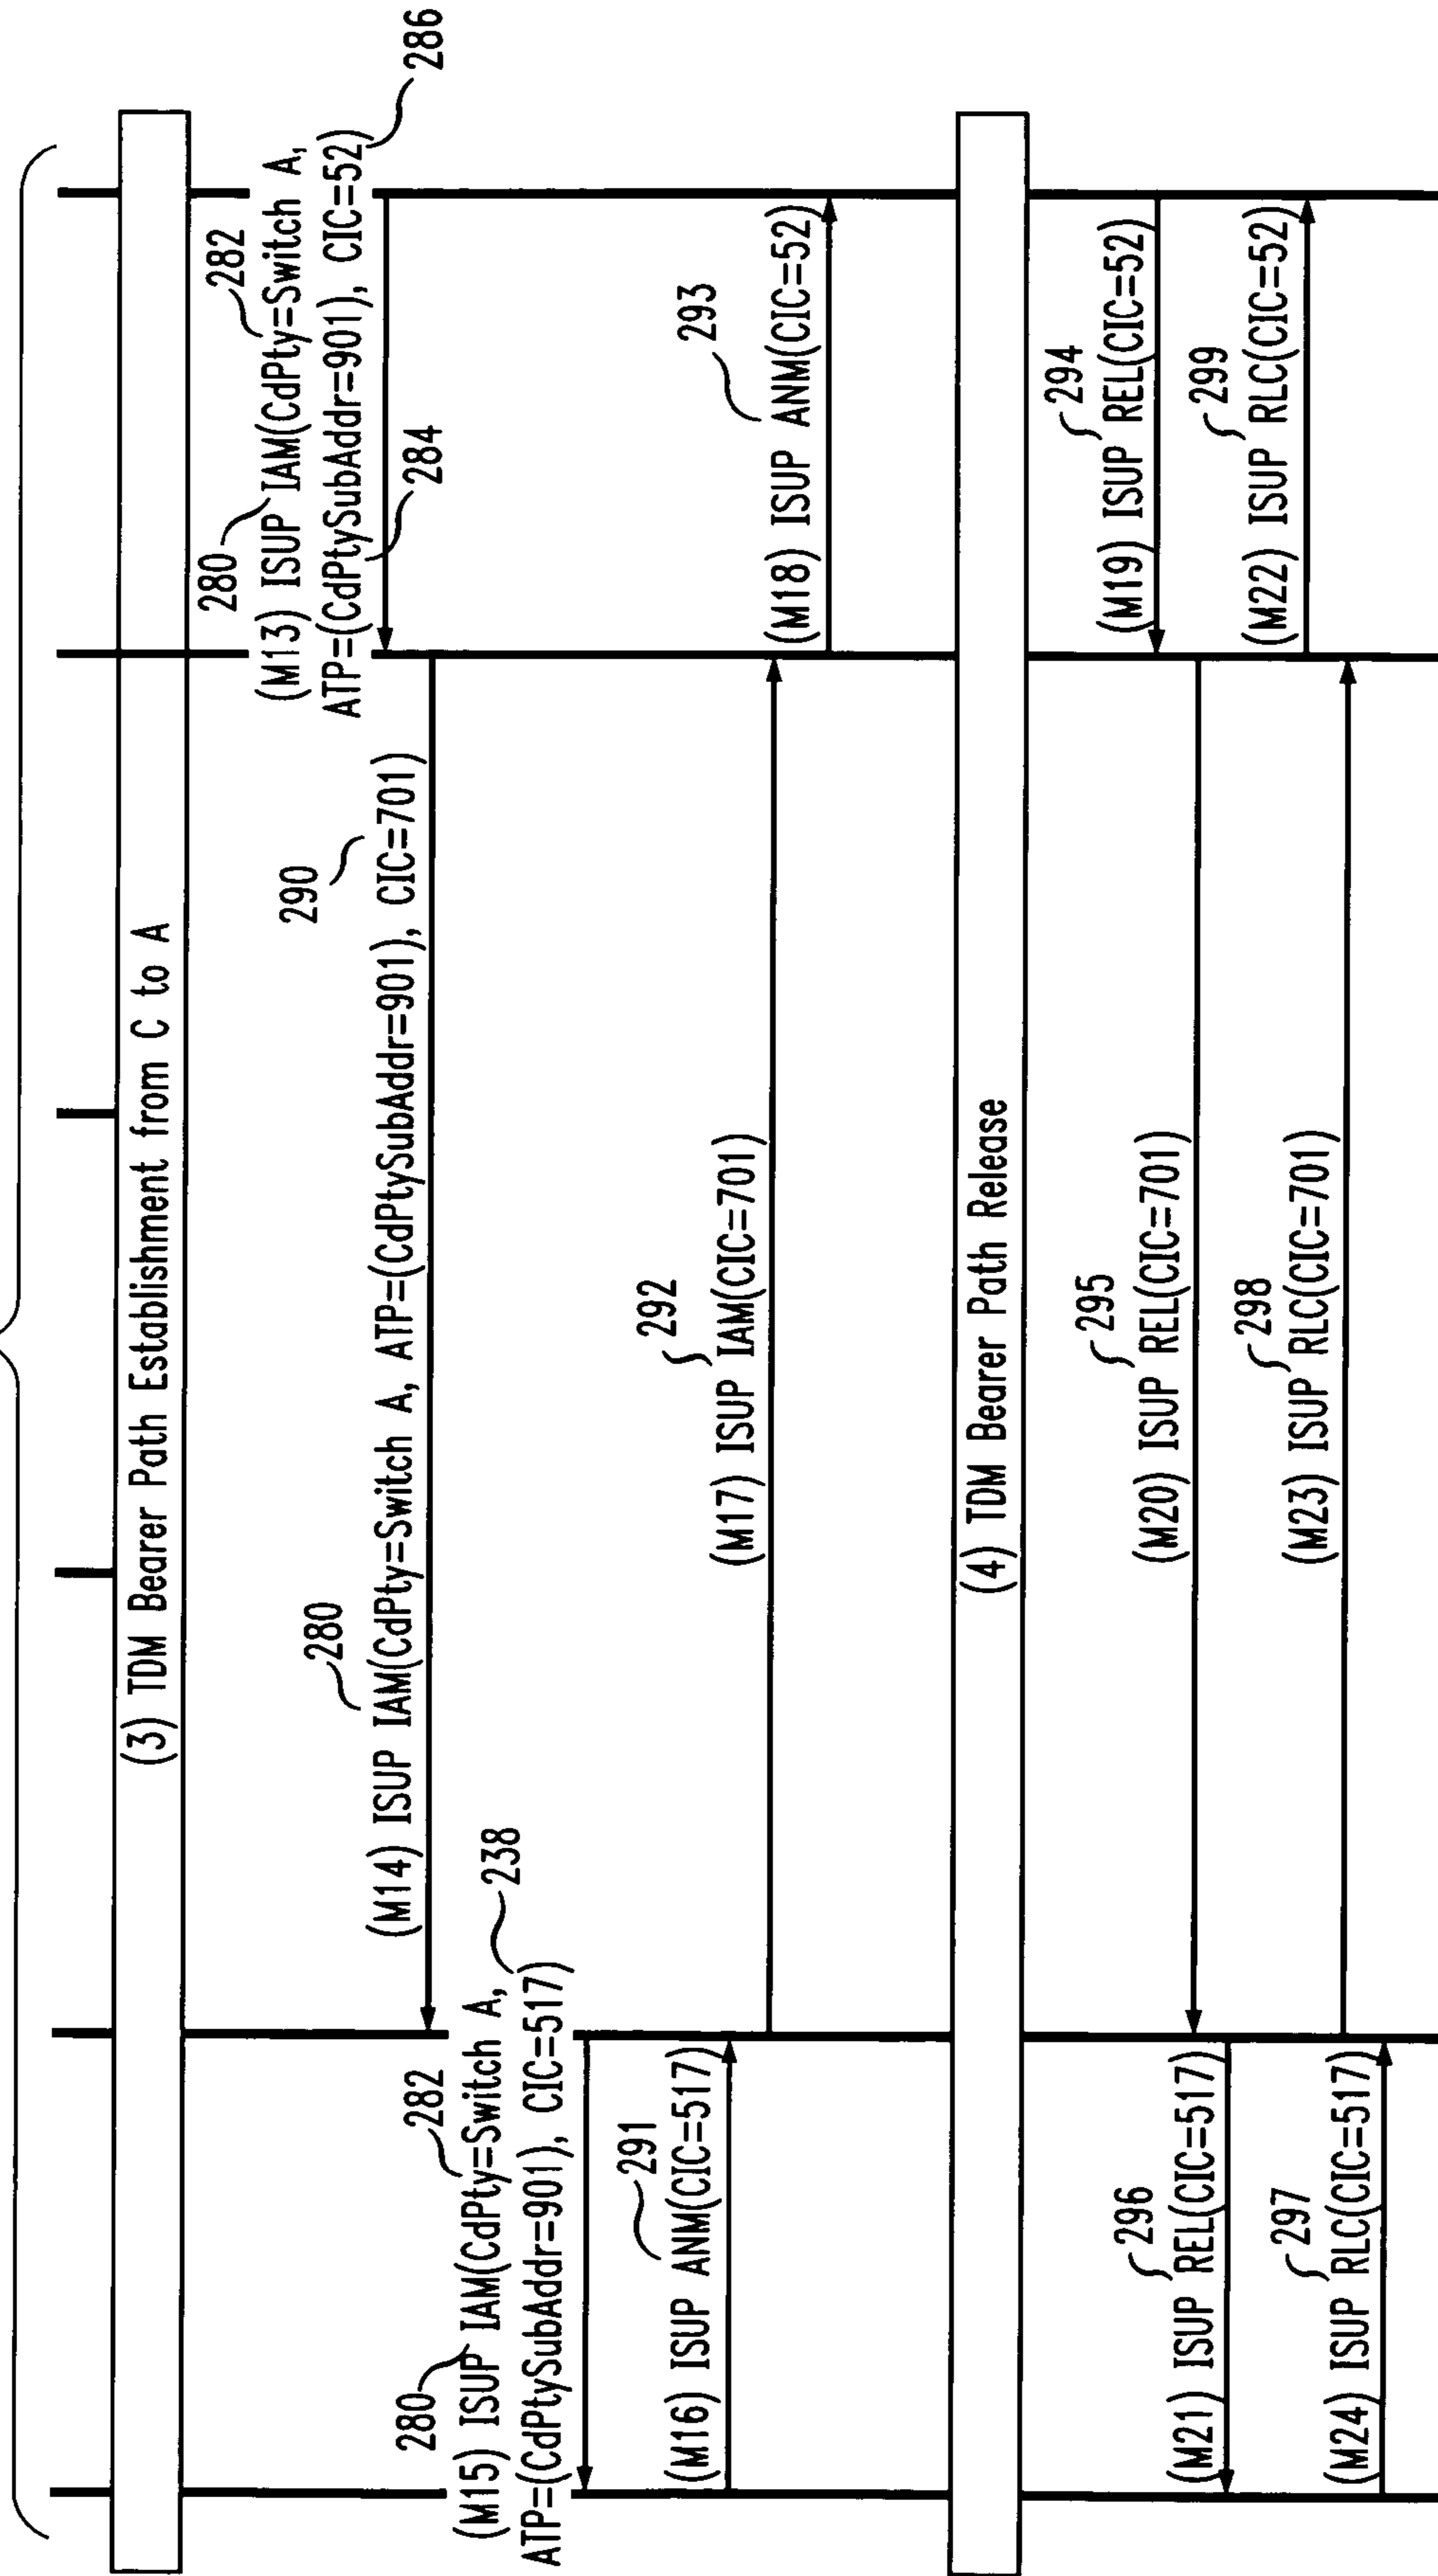 (3) TDM Bearer Path Establishment from C to A
280
282
(M13) ISUP IAM(CdPty=Switch A,
ATP=(CdPtySubAddr=901), CIC=52)
284
286
290
280
(M14) ISUP IAM(CdPty=Switch A, ATP=(CdPtySubAddr=901), CIC=701)
280
282
238
(M15) ISUP IAM(CdPty=Switch A,
ATP=(CdPtySubAddr=901), CIC=517)
291
(M16) ISUP ANM(CIC=517)
292
(M17) ISUP IAM(CIC=701)
293
(M18) ISUP ANM(CIC=52)
(4) TDM Bearer Path Release
294
(M19) ISUP REL(CIC=52)
295
(M20) ISUP REL(CIC=701)
296
(M21) ISUP REL(CIC=517)
299
(M22) ISUP RLC(CIC=52)
298
(M23) ISUP RLC(CIC=701)
297
(M24) ISUP RLC(CIC=517)